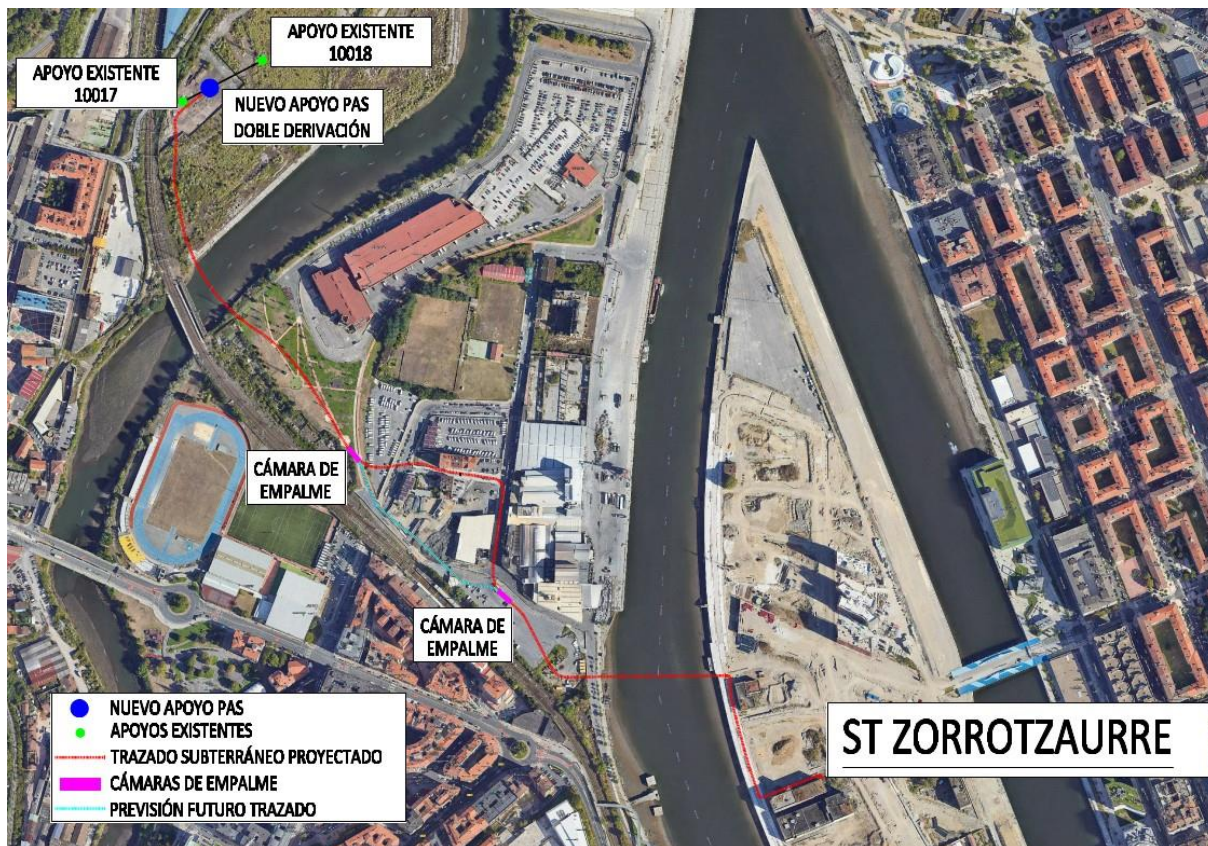 APOYO EXISTENTE
10018
APOYO EXISTENTE
10017
NUEVO APOYO PAS
DOBLE DERIVACIÓN
CÁMARA DE
EMPALME
CÁMARA DE
EMPALME
ST ZORROTZAURRE
NUEVO APOYO PAS
APOYOS EXISTENTES
TRAZADO SUBTERRÁNEO PROYECTADO
CÁMARAS DE EMPALME
PREVISIÓN FUTURO TRAZADO